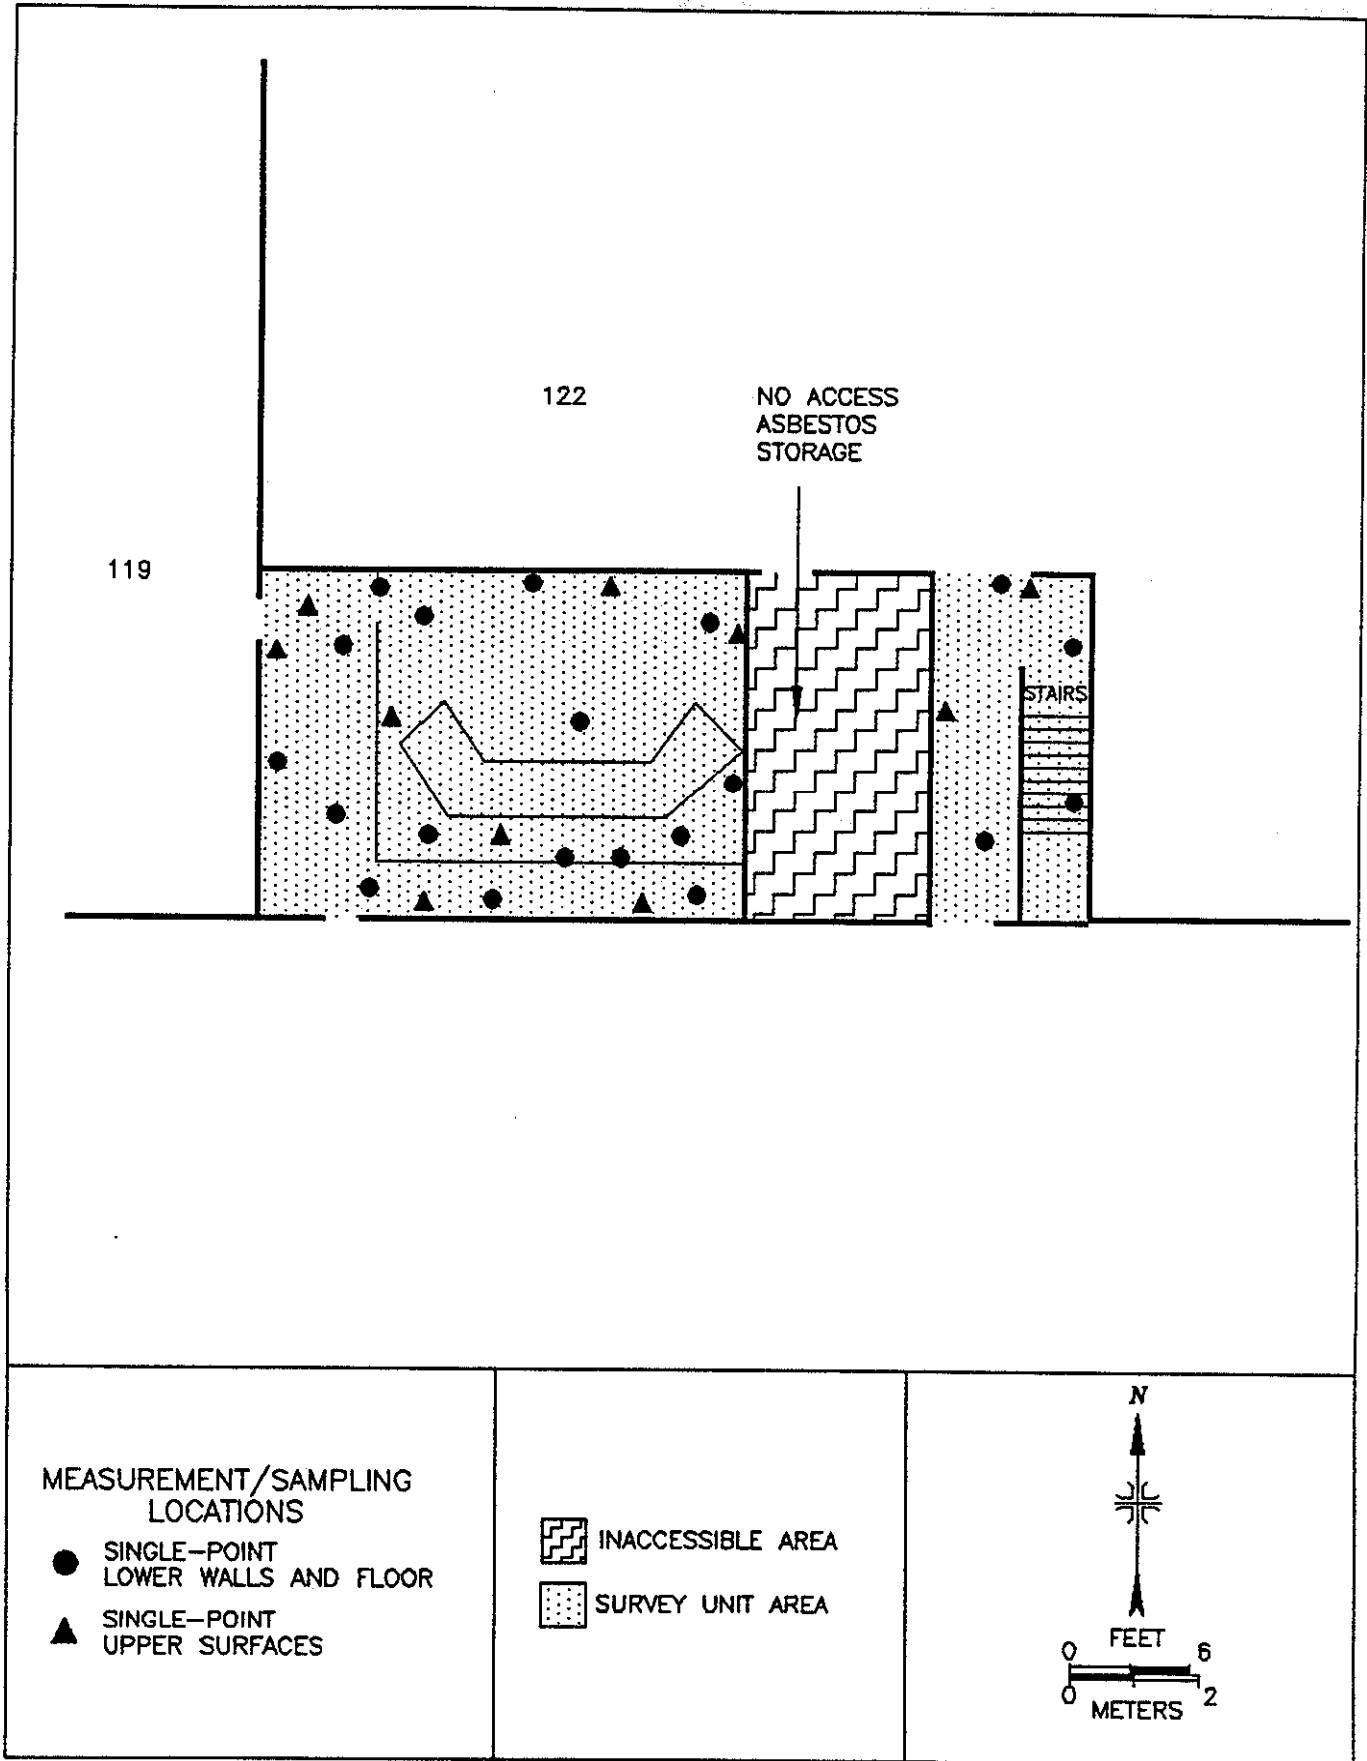 122
NO ACCESS
ASBESTOS
STORAGE
119
STAIRS
MEASUREMENT/SAMPLING
LOCATIONS
SINGLE-POINT
LOWER WALLS AND FLOOR
SINGLE-POINT
UPPER SURFACES
INACCESSIBLE AREA
SURVEY UNIT AREA
N
FEET
0 6
0 2
METERS